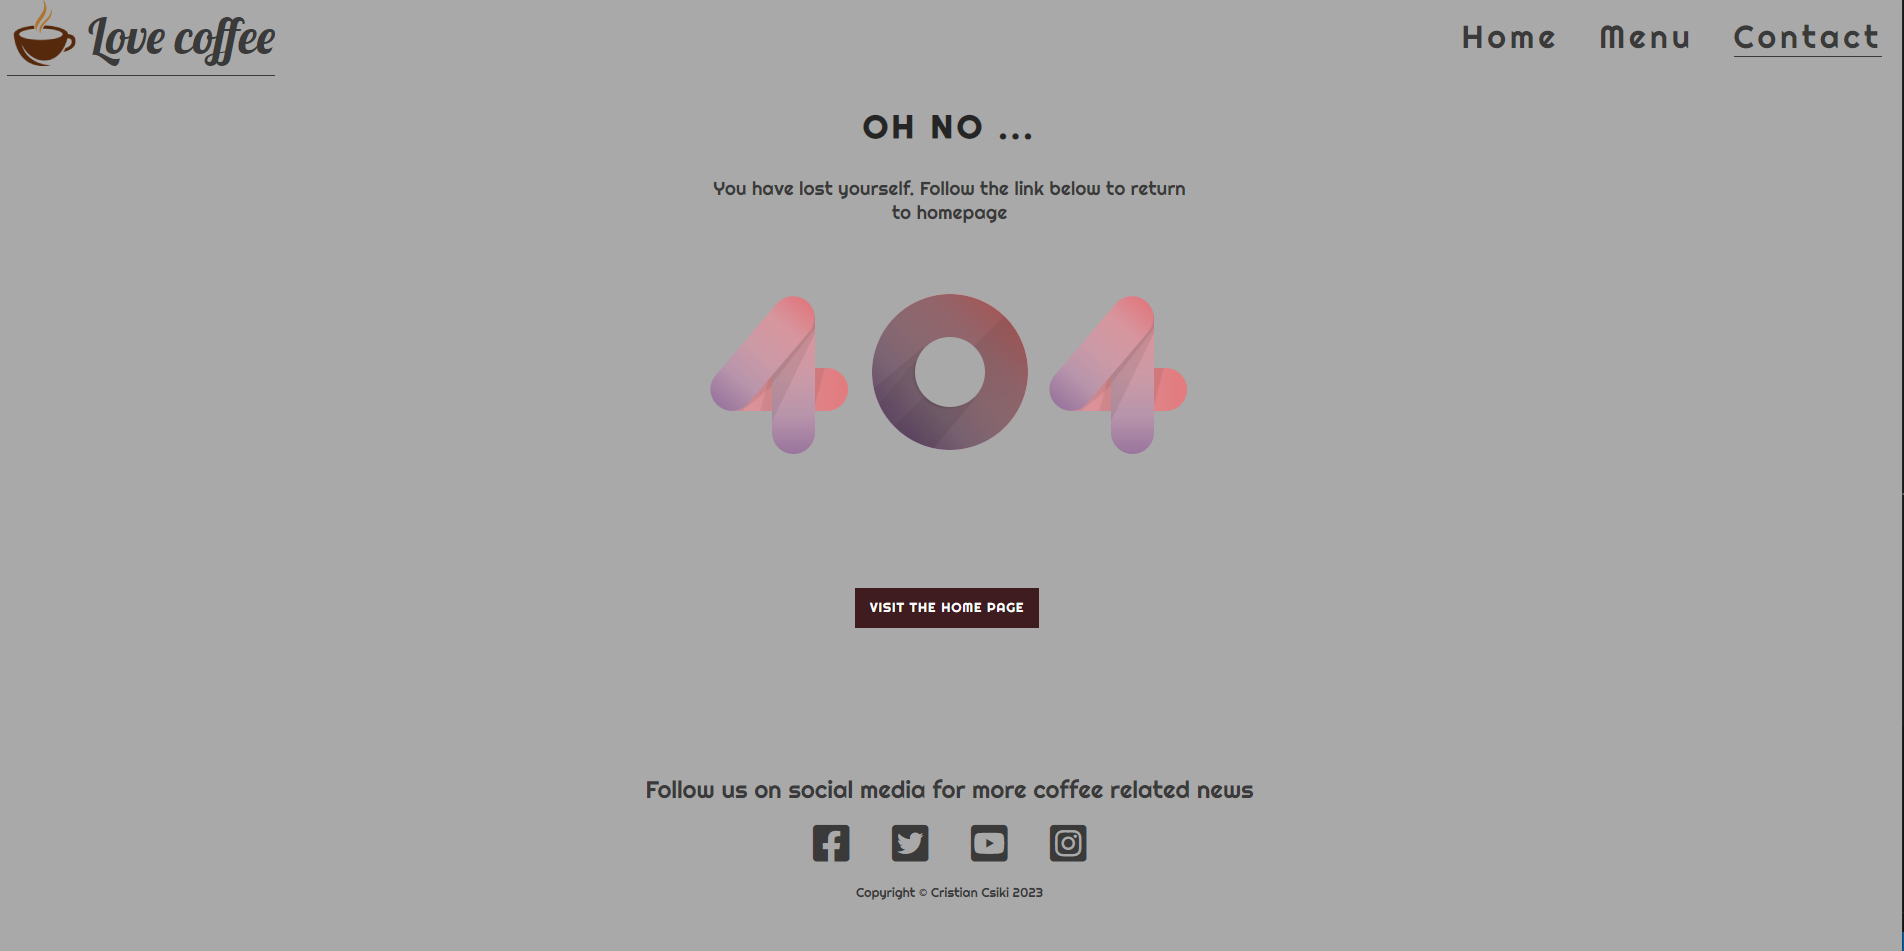 Love coffee
Home Menu Contact
OH NO ...
You have lost yourself. Follow the link below to return
to homepage
404
VISIT THE HOME PAGE
Follow us on social media for more coffee related news
Copyright © Cristian Csiki 2023